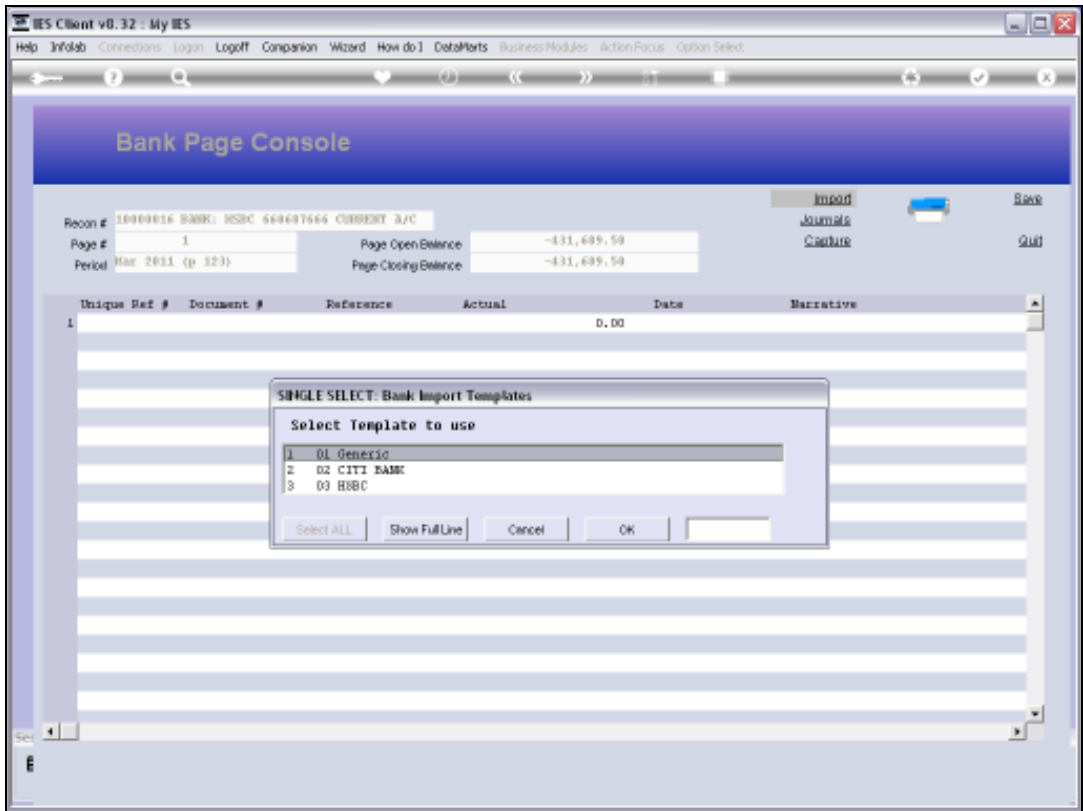 IES Client v8.32 : My IES
Help Infolab Connections Logon Logoff Companion Wizard How do I DataMarts Business Modules Action Focus Option Select
Bank Page Console
Recon # 10000016 BANK: HSBC 668687666 CURRENT A/C
Import
Save
Journals
Page # 1
Page Open Balance -431,689.50
Capture
Quit
Period Mar 2011 (p 123)
Page Closing Balance -431,689.50
Unique Ref # Document # Reference Actual Date Narrative
1 0.00
SINGLE SELECT: Bank Import Templates
Select Template to use
1 01 Generic
2 02 CITI BANK
3 03 HSBC
Select ALL Show Full Line Cancel OK